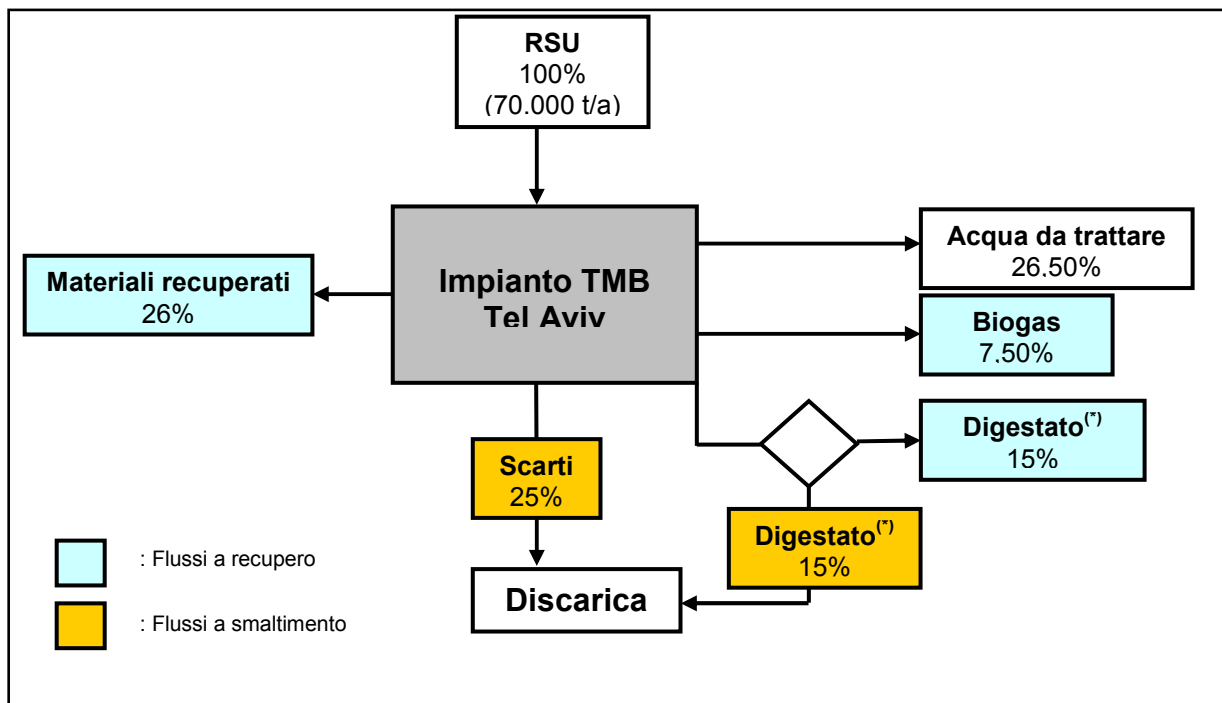 RSU
100%
(70.000 t/a)
Impianto TMB
Tel Aviv
Materiali recuperati
26%
Acqua da trattare
26.50%
Biogas
7.50%
Digestato(*)
15%
Scarti
25%
Digestato(*)
15%
Discarica
: Flussi a recupero
: Flussi a smaltimento